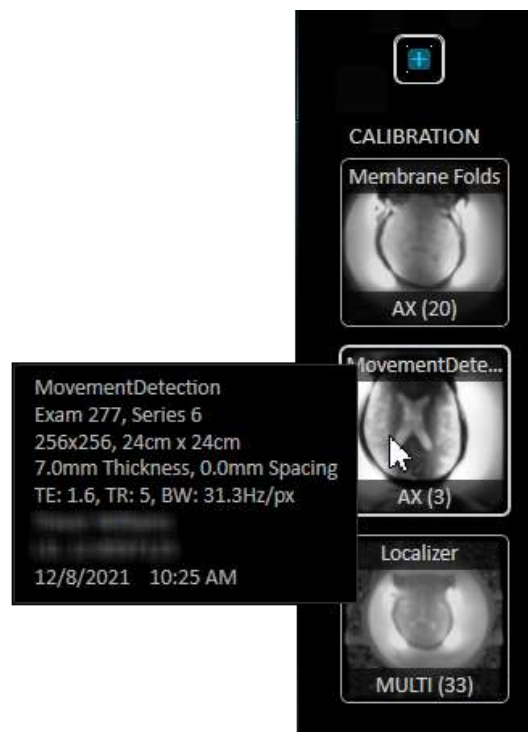 CALIBRATION
Membrane Folds
AX (20)
MovementDete...
AX (3)
MovementDetection
Exam 277, Series 6
256x256, 24cm x 24cm
7.0mm Thickness, 0.0mm Spacing
TE: 1.6, TR: 5, BW: 31.3Hz/px
12/8/2021 10:25 AM
Localizer
MULTI (33)